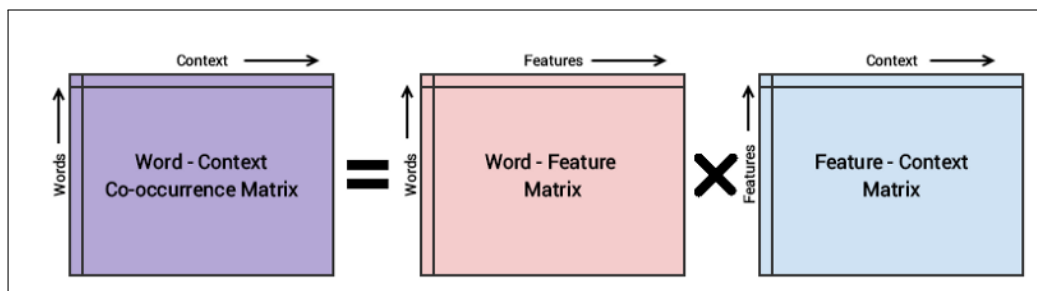 Context
Words
Word - Context
Co-occurrence Matrix
=
Features
Words
Word - Feature
Matrix
×
Context
Features
Feature - Context
Matrix